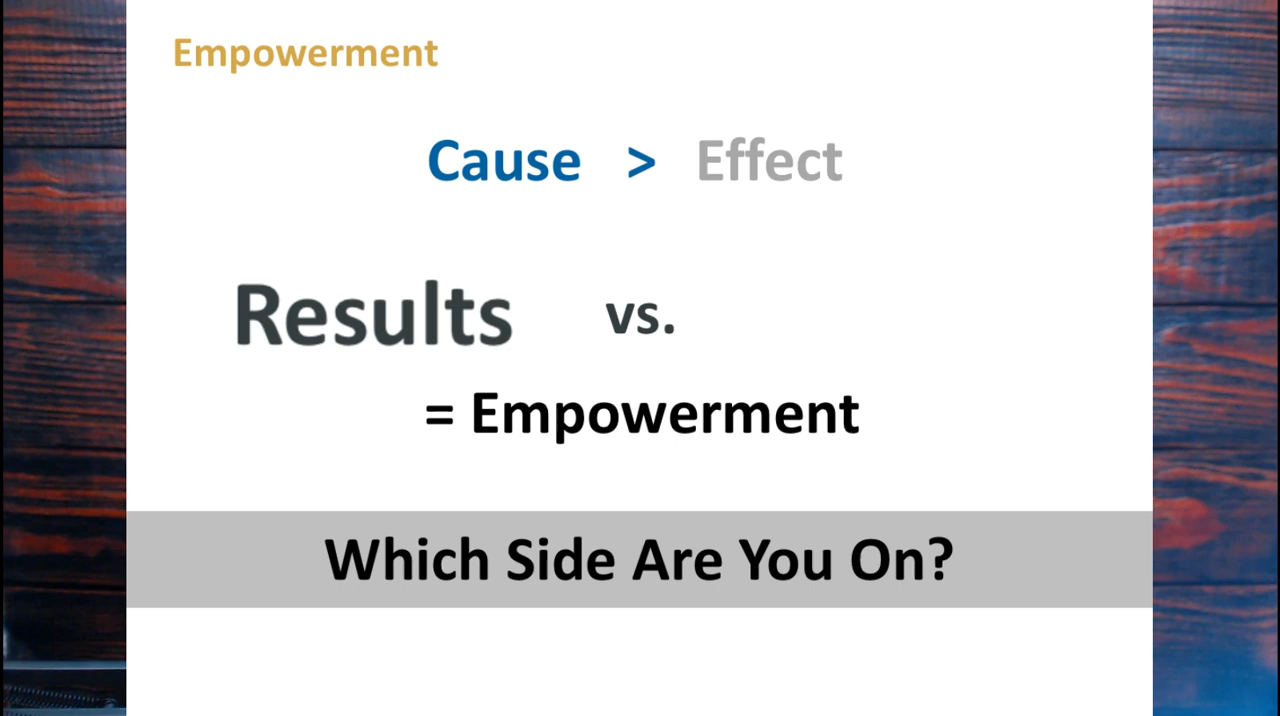 Empowerment
Cause > Effect
Results vs.
= Empowerment
Which Side Are You On?